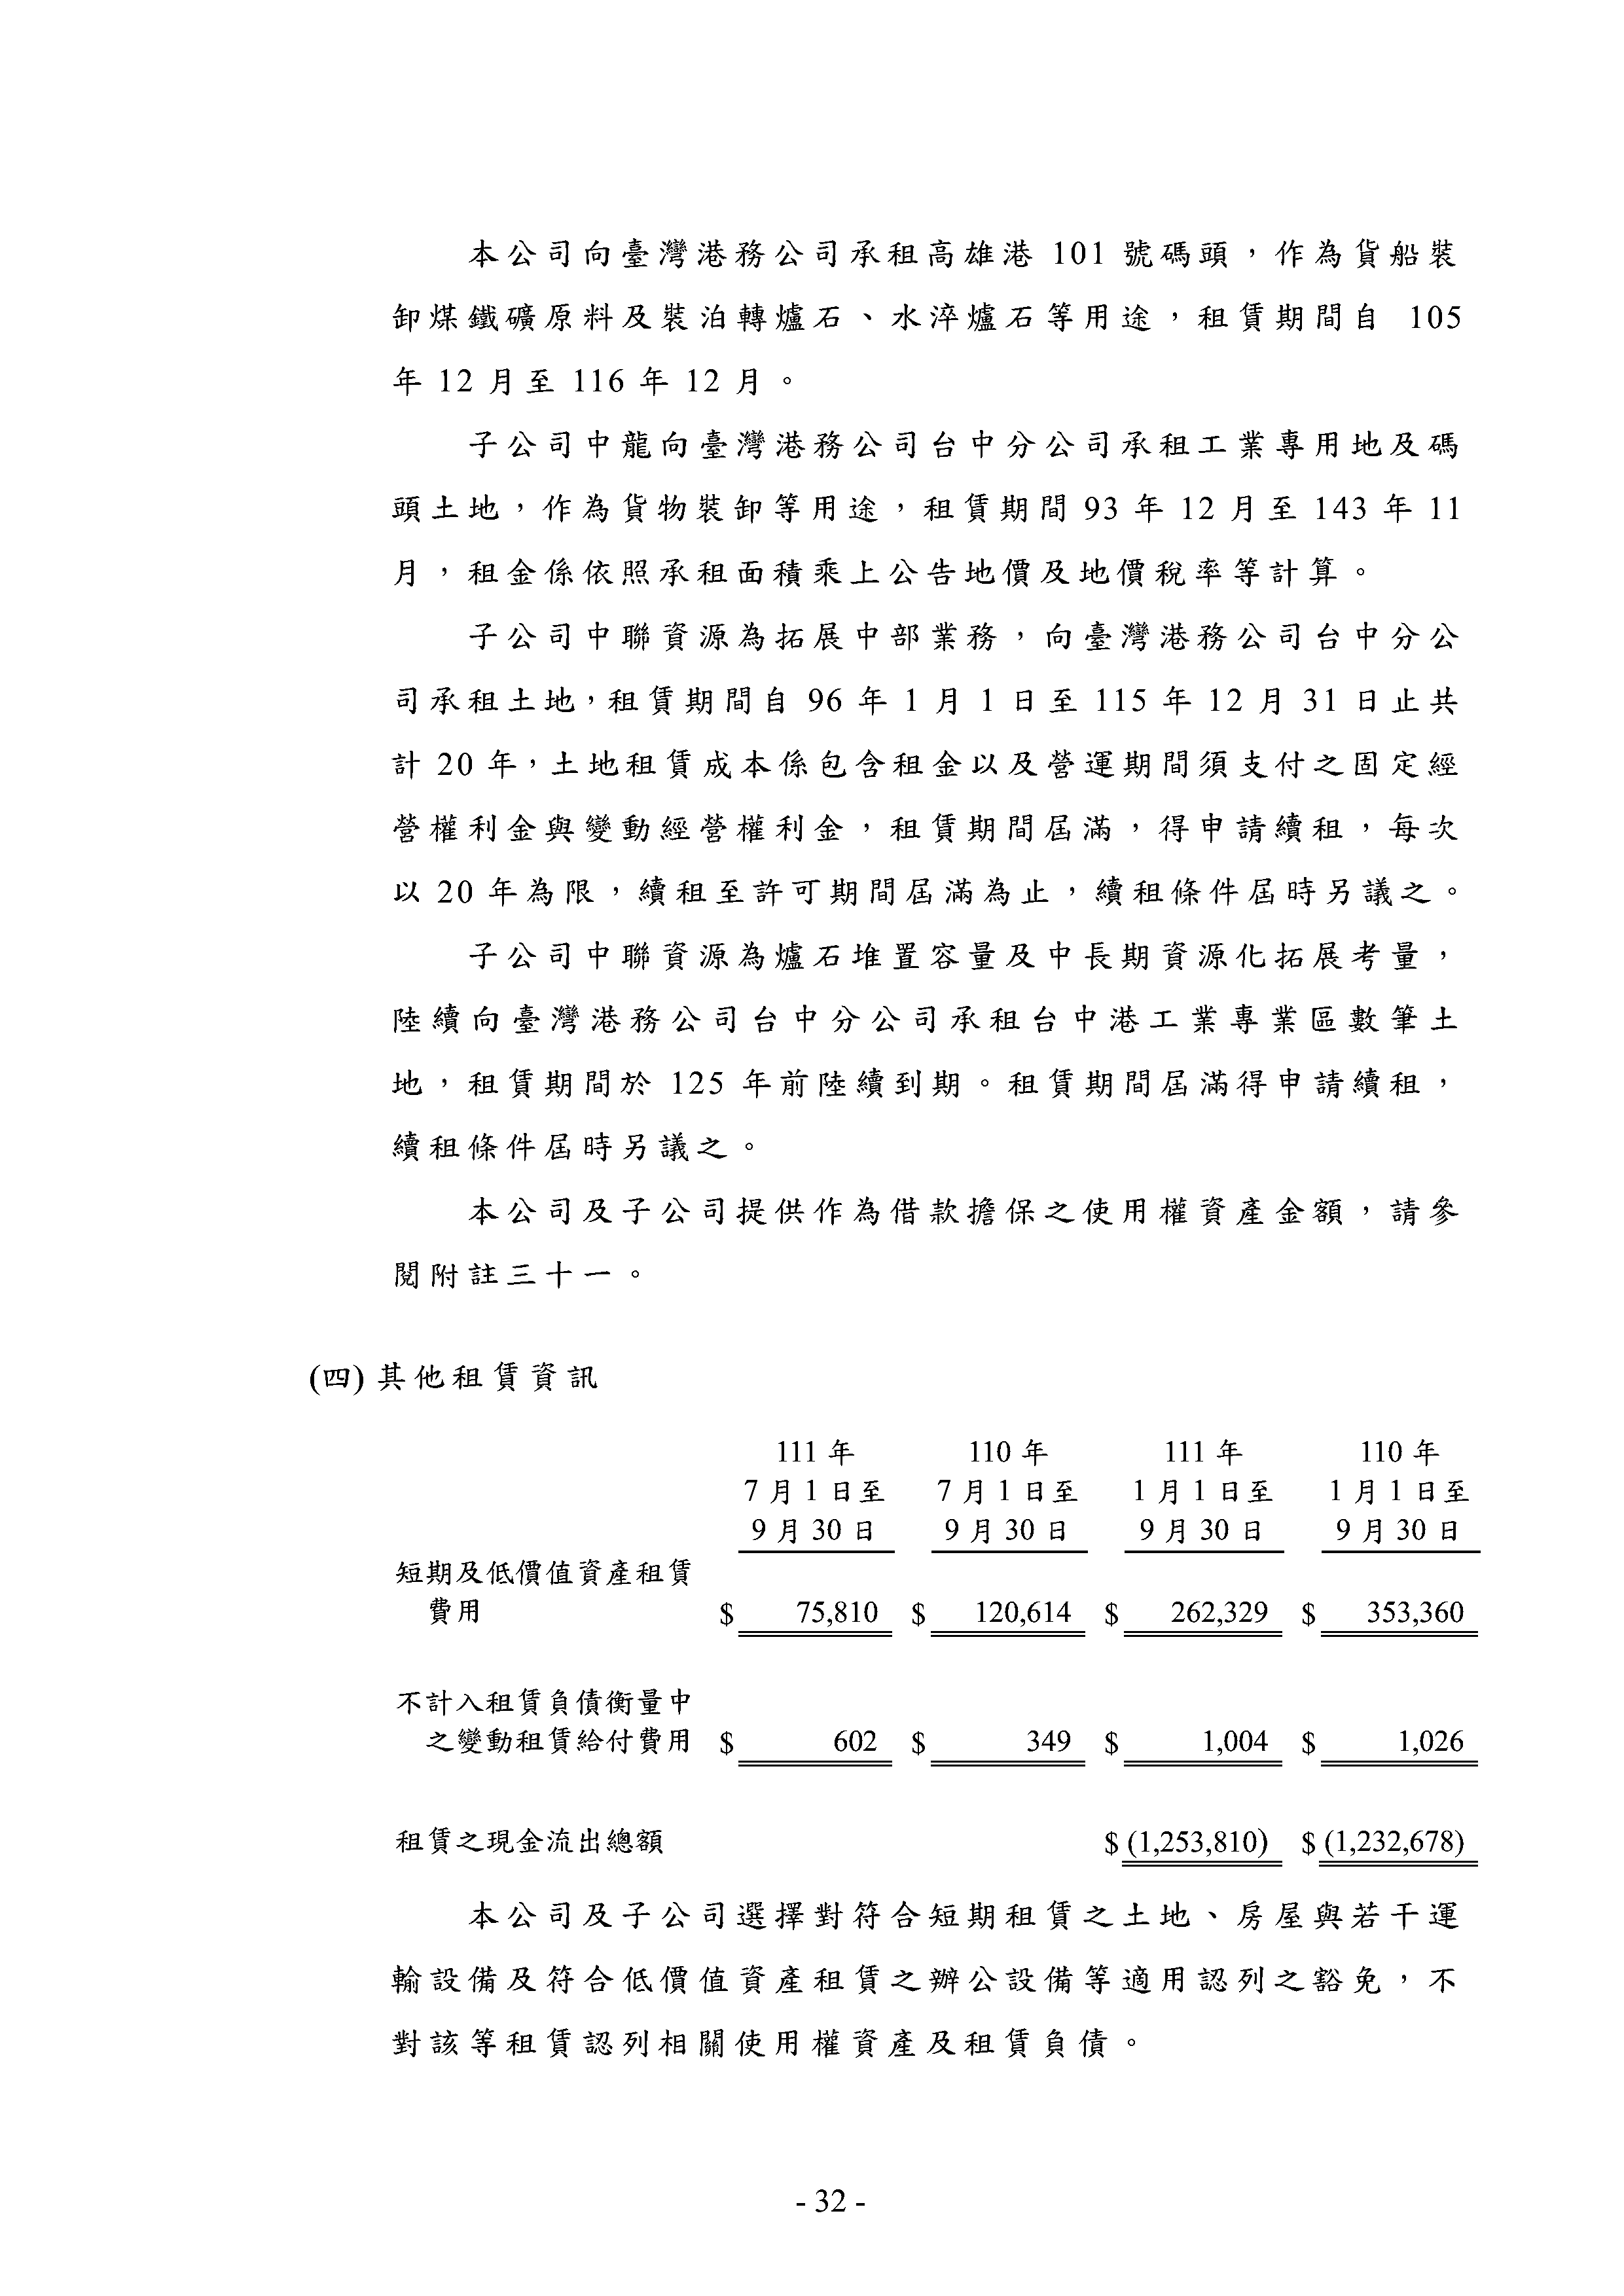 本公司向臺灣港務公司承租高雄港 101 號碼頭，作為貨船裝
卸煤鐵礦原料及裝泊轉爐石、水淬爐石等用途，租賃期間自 105
年 12 月至 116 年 12 月。
子公司中龍向臺灣港務公司台中分公司承租工業專用地及碼
頭土地，作為貨物裝卸等用途，租賃期間 93 年 12 月至 143 年 11
月，租金係依照承租面積乘上公告地價及地價稅率等計算。
子公司中聯資源為拓展中部業務，向臺灣港務公司台中分公
司承租土地，租賃期間自 96 年 1 月 1 日至 115 年 12 月 31 日止共
計 20 年，土地租賃成本係包含租金以及營運期間須支付之固定經
營權利金與變動經營權利金，租賃期間屆滿，得申請續租，每次
以 20 年為限，續租至許可期間屆滿為止，續租條件屆時另議之。
子公司中聯資源為爐石堆置容量及中長期資源化拓展考量，
陸續向臺灣港務公司台中分公司承租台中港工業專業區數筆土
地，租賃期間於 125 年前陸續到期。租賃期間屆滿得申請續租，
續租條件屆時另議之。
本公司及子公司提供作為借款擔保之使用權資產金額，請參
閱附註三十一。
(四) 其他租賃資訊
111 年 110 年 111 年 110 年
7 月 1 日至 7 月 1 日至 1 月 1 日至 1 月 1 日至
9 月 30 日 9 月 30 日 9 月 30 日 9 月 30 日
短期及低價值資產租賃
費用 $ 75,810 $ 120,614 $ 262,329 $ 353,360
不計入租賃負債衡量中
之變動租賃給付費用 $ 602 $ 349 $ 1,004 $ 1,026
租賃之現金流出總額 $ (1,253,810) $ (1,232,678)
本公司及子公司選擇對符合短期租賃之土地、房屋與若干運
輸設備及符合低價值資產租賃之辦公設備等適用認列之豁免，不
對該等租賃認列相關使用權資產及租賃負債。
- 32 -